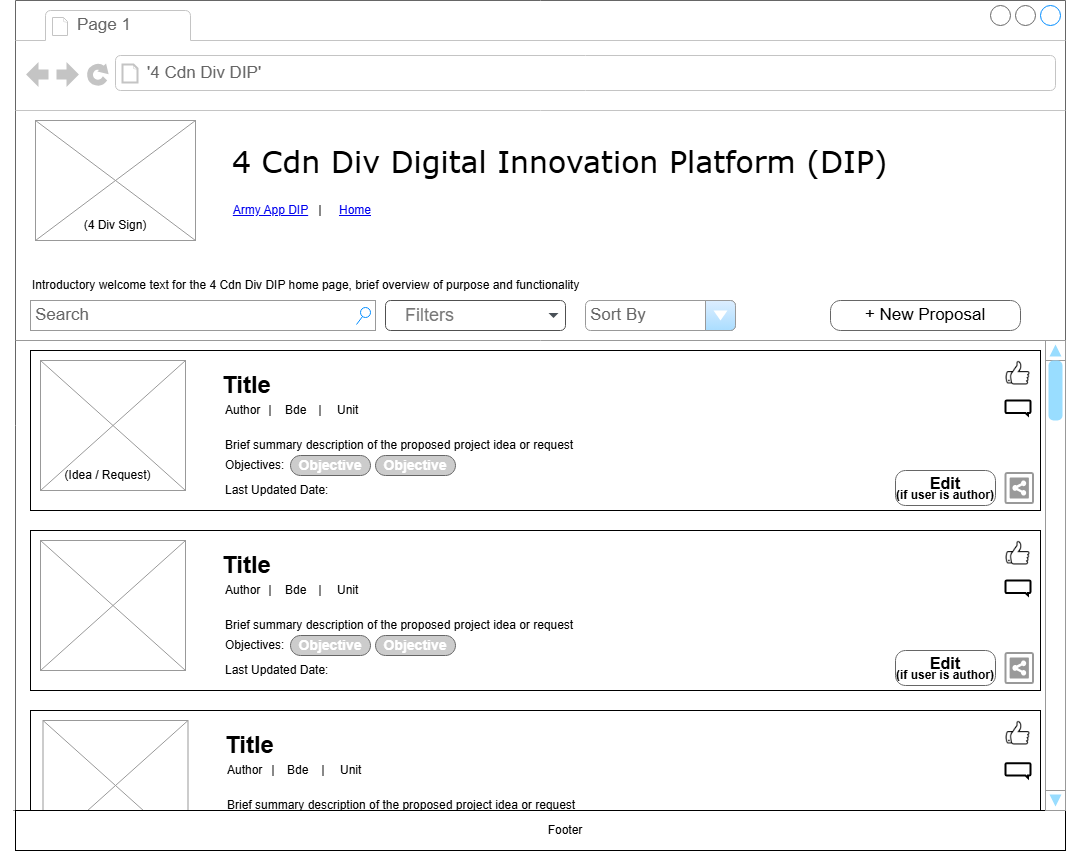 Page 1
'4 Cdn Div DIP'
4 Cdn Div Digital Innovation Platform (DIP)
(4 Div Sign)
Army App DIP | Home
Introductory welcome text for the 4 Cdn Div DIP home page, brief overview of purpose and functionality
Search Filters Sort By + New Proposal
Title
Author | Bde | Unit
Brief summary description of the proposed project idea or request
Objectives: Objective Objective
(Idea / Request)
Last Updated Date:
Edit
(if user is author)
Title
Author | Bde | Unit
Brief summary description of the proposed project idea or request
Objectives: Objective Objective
Last Updated Date:
Edit
(if user is author)
Title
Author | Bde | Unit
Brief summary description of the proposed project idea or request
Footer